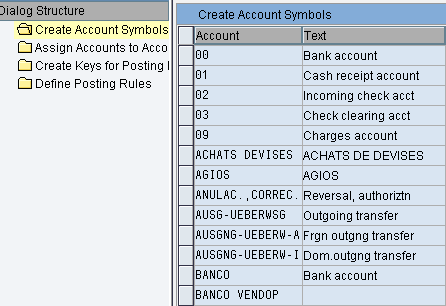 Dialog Structure
Create Account Symbols
Assign Accounts to Acco
Create Keys for Posting
Define Posting Rules
Create Account Symbols
Account Text
00 Bank account
01 Cash receipt account
02 Incoming check acct
03 Check clearing acct
09 Charges account
ACHATS DEVISES ACHATS DE DEVISES
AGIOS AGIOS
ANULAC.,CORREC. Reversal, authoriztn
AUSG-UEBERWSG Outgoing transfer
AUSGNG-UEBERW-A Frgn outgng transfer
AUSGNG-UEBERW-I Dom.outgng transfer
BANCO Bank account
BANCO VENDOP